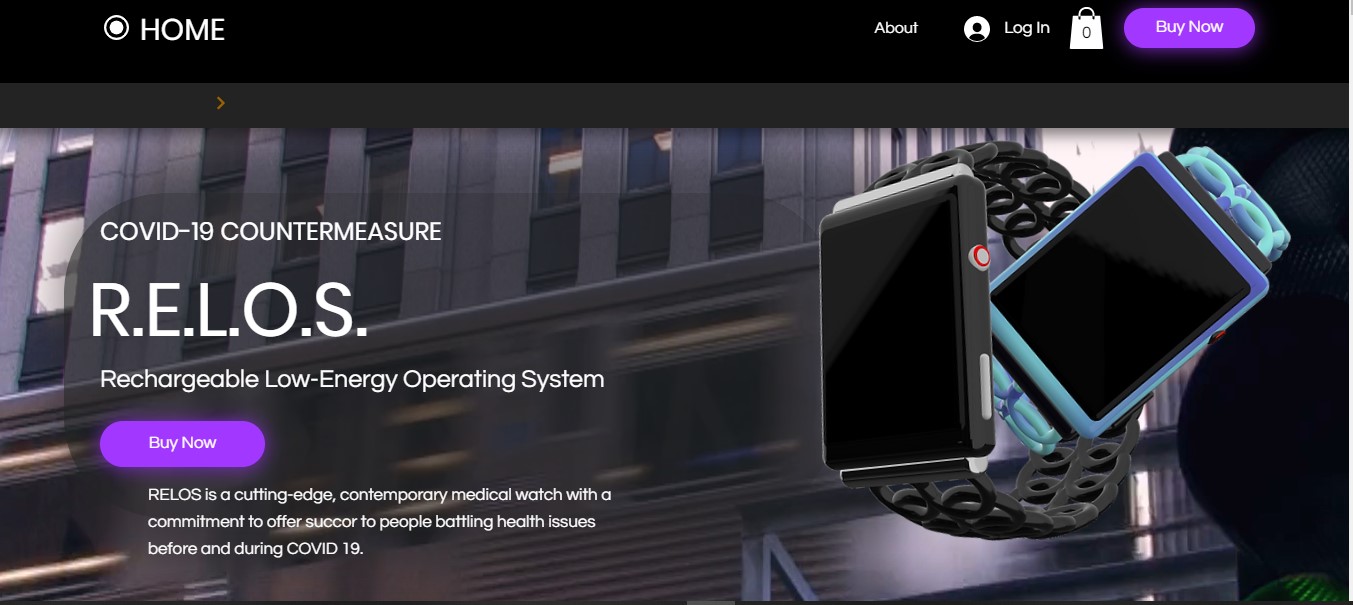 HOME
About
Log In
0
Buy Now
COVID-19 COUNTERMEASURE
R.E.L.O.S.
Rechargeable Low-Energy Operating System
Buy Now
RELOS is a cutting-edge, contemporary medical watch with a
commitment to offer succor to people battling health issues
before and during COVID 19.